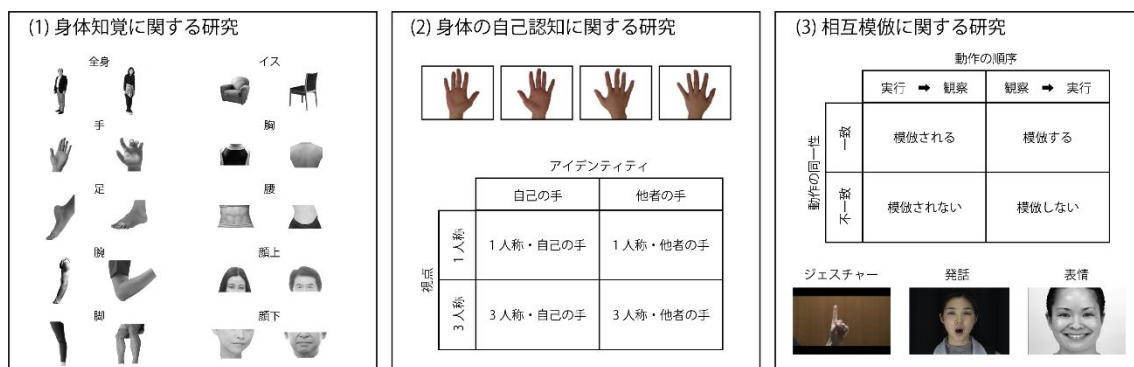 (1) 身体知覚に関する研究
全身
イス
手
胸
足
腰
腕
顔上
脚
顔下
(2) 身体の自己認知に関する研究
アイデンティティ
自己の手
他者の手
視点
1人称
1人称・自己の手
1人称・他者の手
3人称
3人称・自己の手
3人称・他者の手
(3) 相互模倣に関する研究
動作の順序
実行 ➡ 観察
観察 ➡ 実行
動作の同一性
一致
模倣される
模倣する
不一致
模倣されない
模倣しない
ジェスチャー
発話
表情